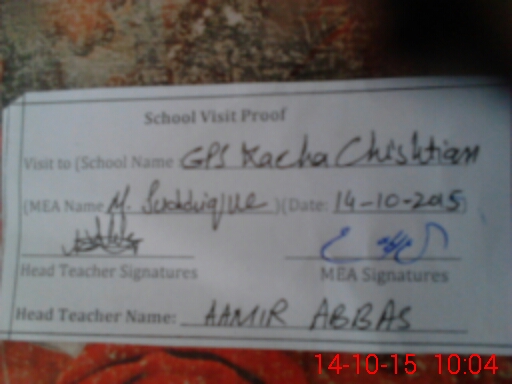 School Visit Proof
Visit to (School Name GPS Kacha Chishtian
(MEA Name M. )(Date: 14-10-2015
Head Teacher Signatures MEA Signatures
Head Teacher Name: AAMIR ABBAS
14-10-15 10:04